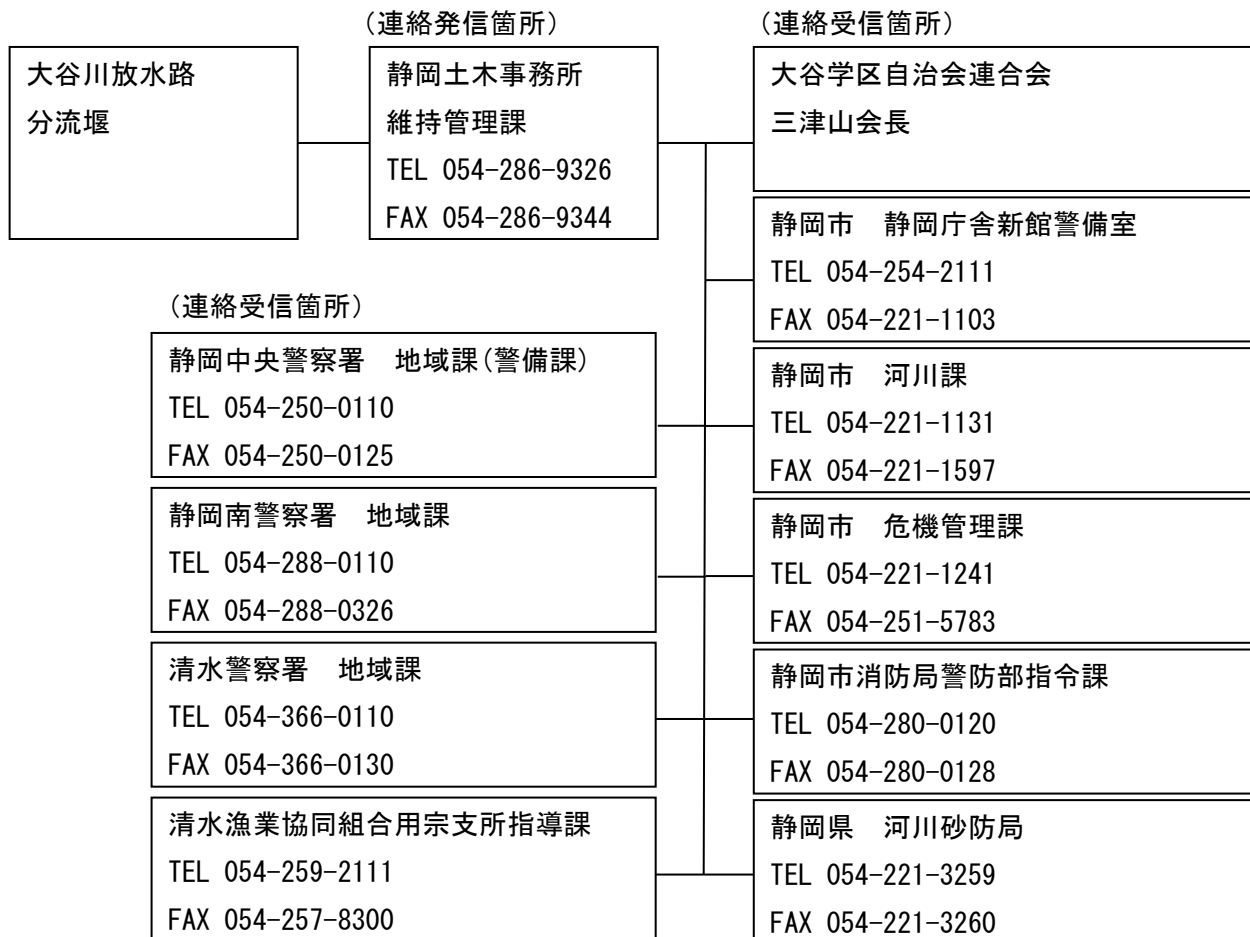 (連絡発信箇所)
(連絡受信箇所)
大谷川放水路
分流堰
静岡土木事務所
維持管理課
TEL 054-286-9326
FAX 054-286-9344
大谷学区自治会連合会
三津山会長
静岡市　静岡庁舎新館警備室
TEL 054-254-2111
FAX 054-221-1103
静岡市　河川課
TEL 054-221-1131
FAX 054-221-1597
静岡市　危機管理課
TEL 054-221-1241
FAX 054-251-5783
静岡市消防局警防部指令課
TEL 054-280-0120
FAX 054-280-0128
静岡県　河川砂防局
TEL 054-221-3259
FAX 054-221-3260
(連絡受信箇所)
静岡中央警察署　地域課(警備課)
TEL 054-250-0110
FAX 054-250-0125
静岡南警察署　地域課
TEL 054-288-0110
FAX 054-288-0326
清水警察署　地域課
TEL 054-366-0110
FAX 054-366-0130
清水漁業協同組合用宗支所指導課
TEL 054-259-2111
FAX 054-257-8300